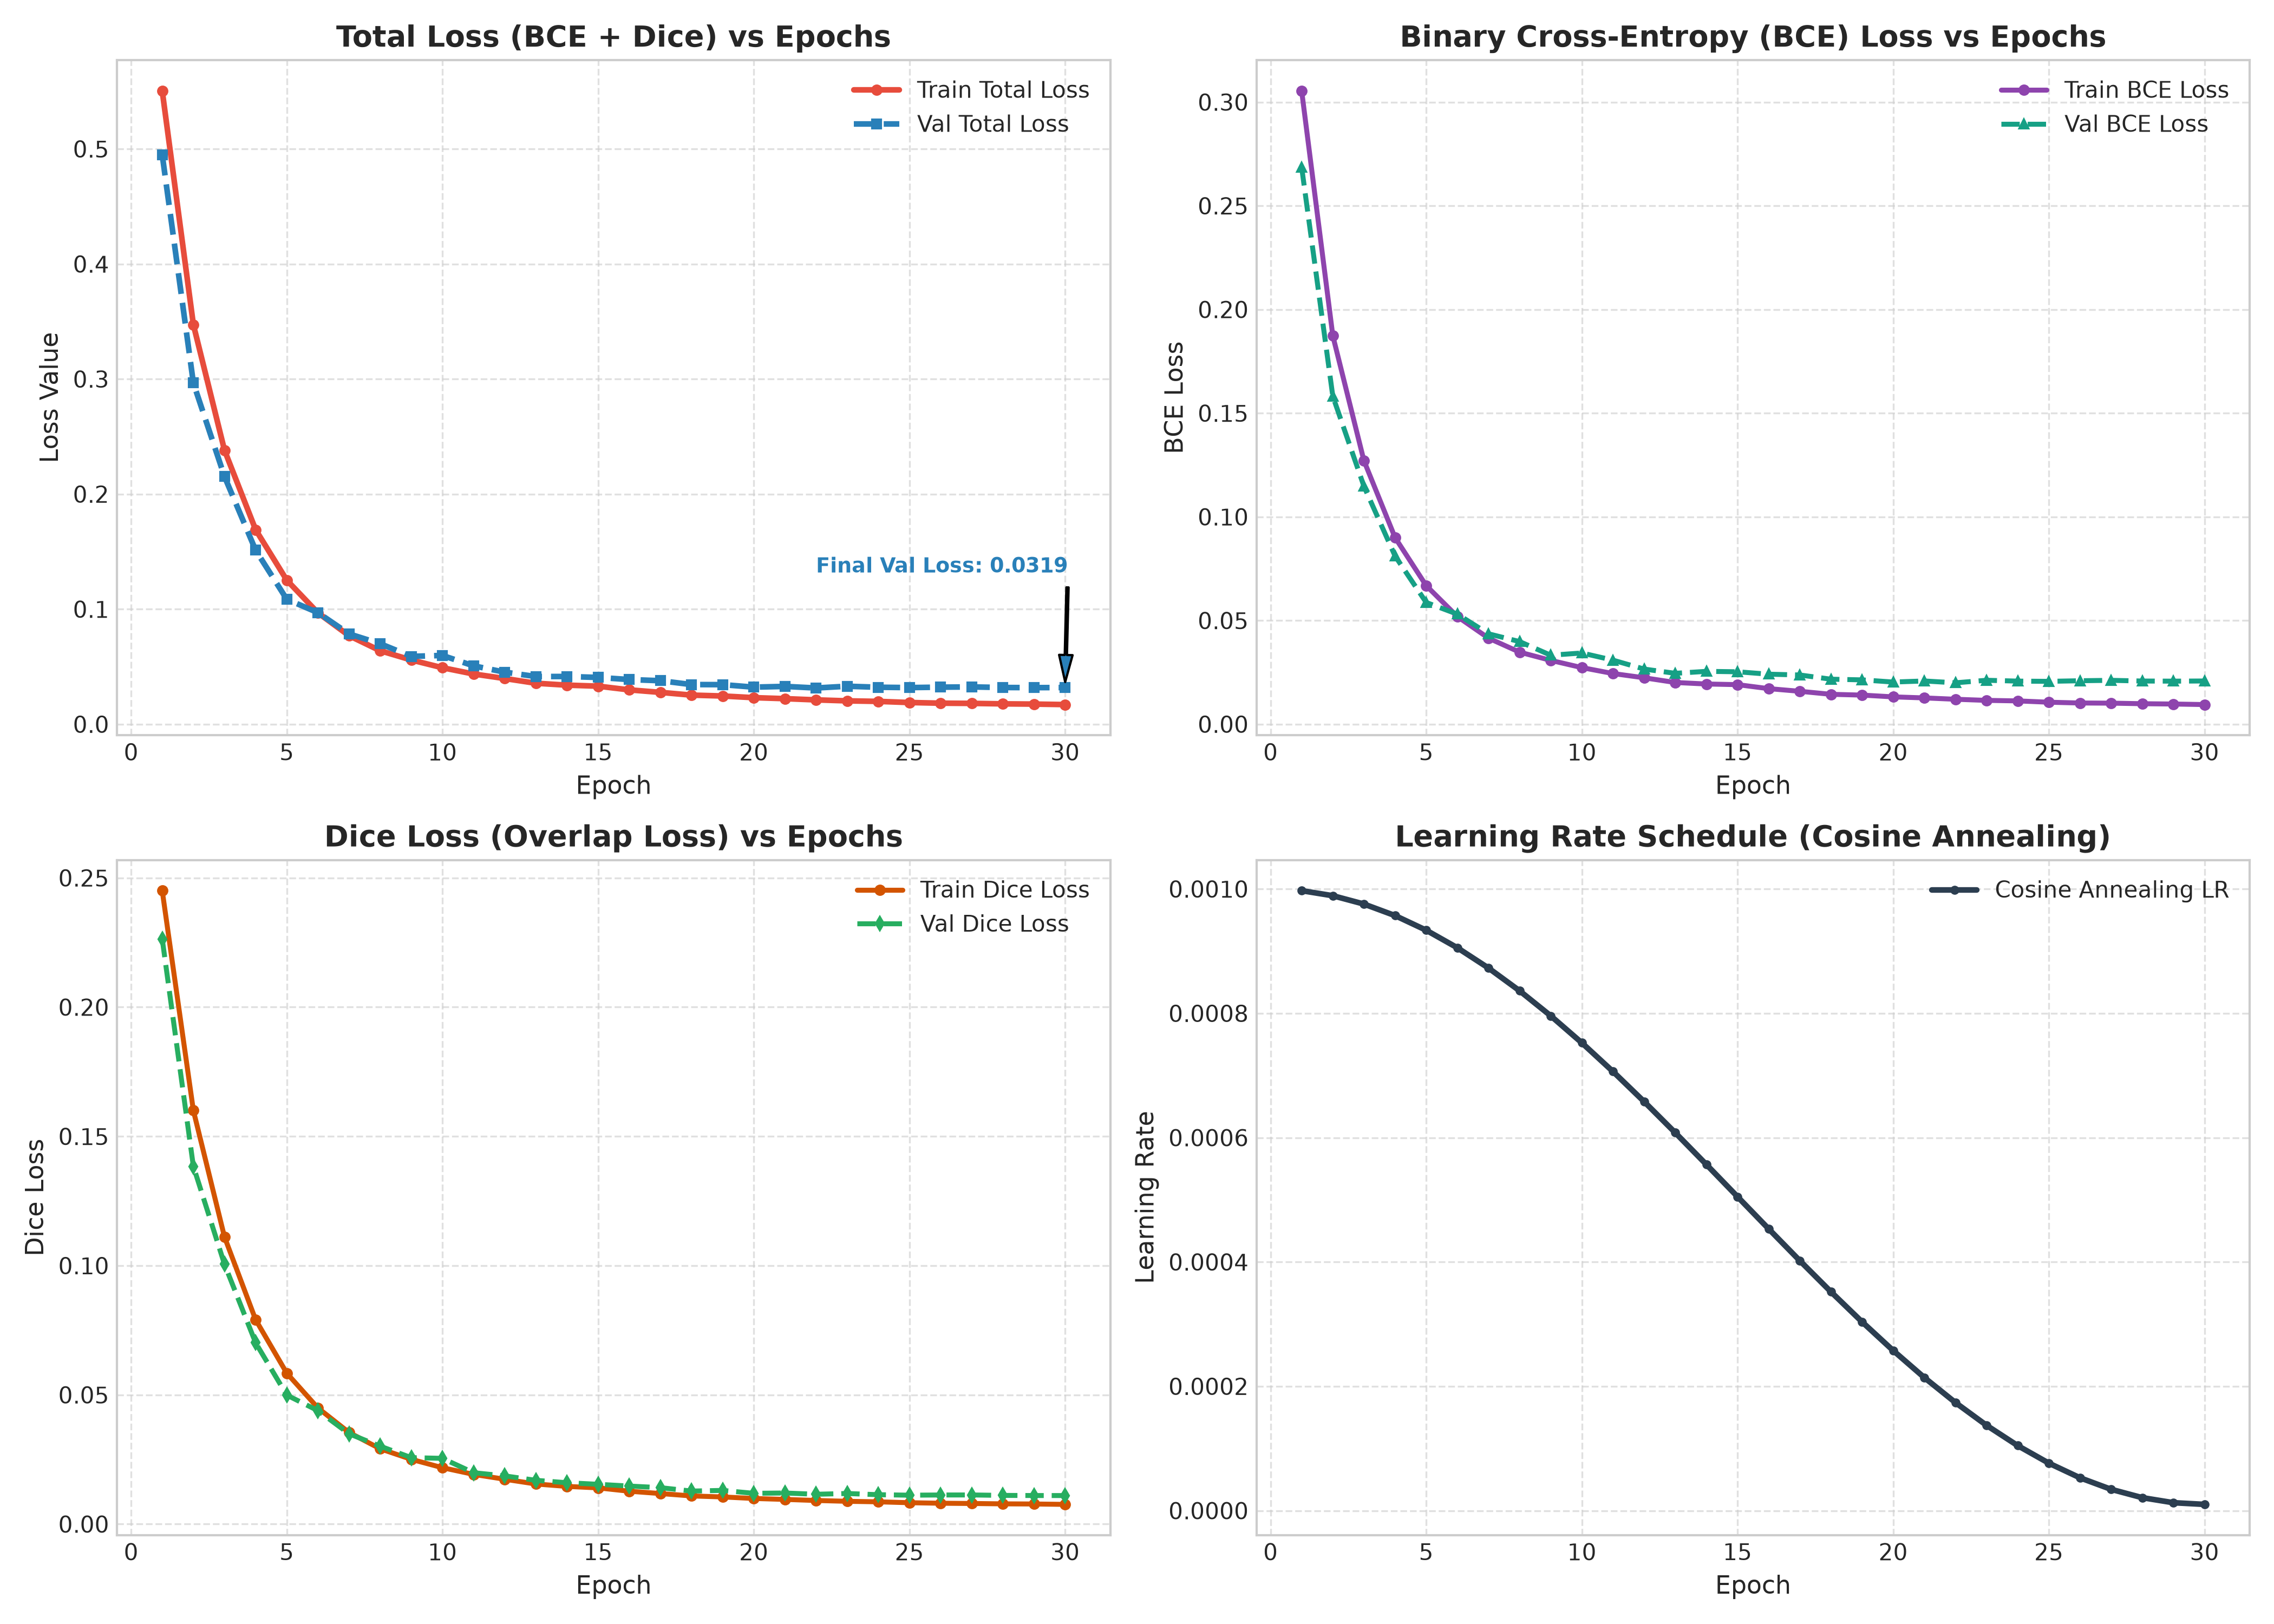 Total Loss (BCE + Dice) vs Epochs
Train Total Loss
Val Total Loss
0.5
0.4
0.3
0.2
0.1
0.0
Loss Value
Final Val Loss: 0.0319
0 5 10 15 20 25 30
Epoch
Binary Cross-Entropy (BCE) Loss vs Epochs
Train BCE Loss
Val BCE Loss
0.30
0.25
0.20
0.15
0.10
0.05
0.00
BCE Loss
0 5 10 15 20 25 30
Epoch
Dice Loss (Overlap Loss) vs Epochs
Train Dice Loss
Val Dice Loss
0.25
0.20
0.15
0.10
0.05
0.00
Dice Loss
0 5 10 15 20 25 30
Epoch
Learning Rate Schedule (Cosine Annealing)
Cosine Annealing LR
0.0010
0.0008
0.0006
0.0004
0.0002
0.0000
Learning Rate
0 5 10 15 20 25 30
Epoch